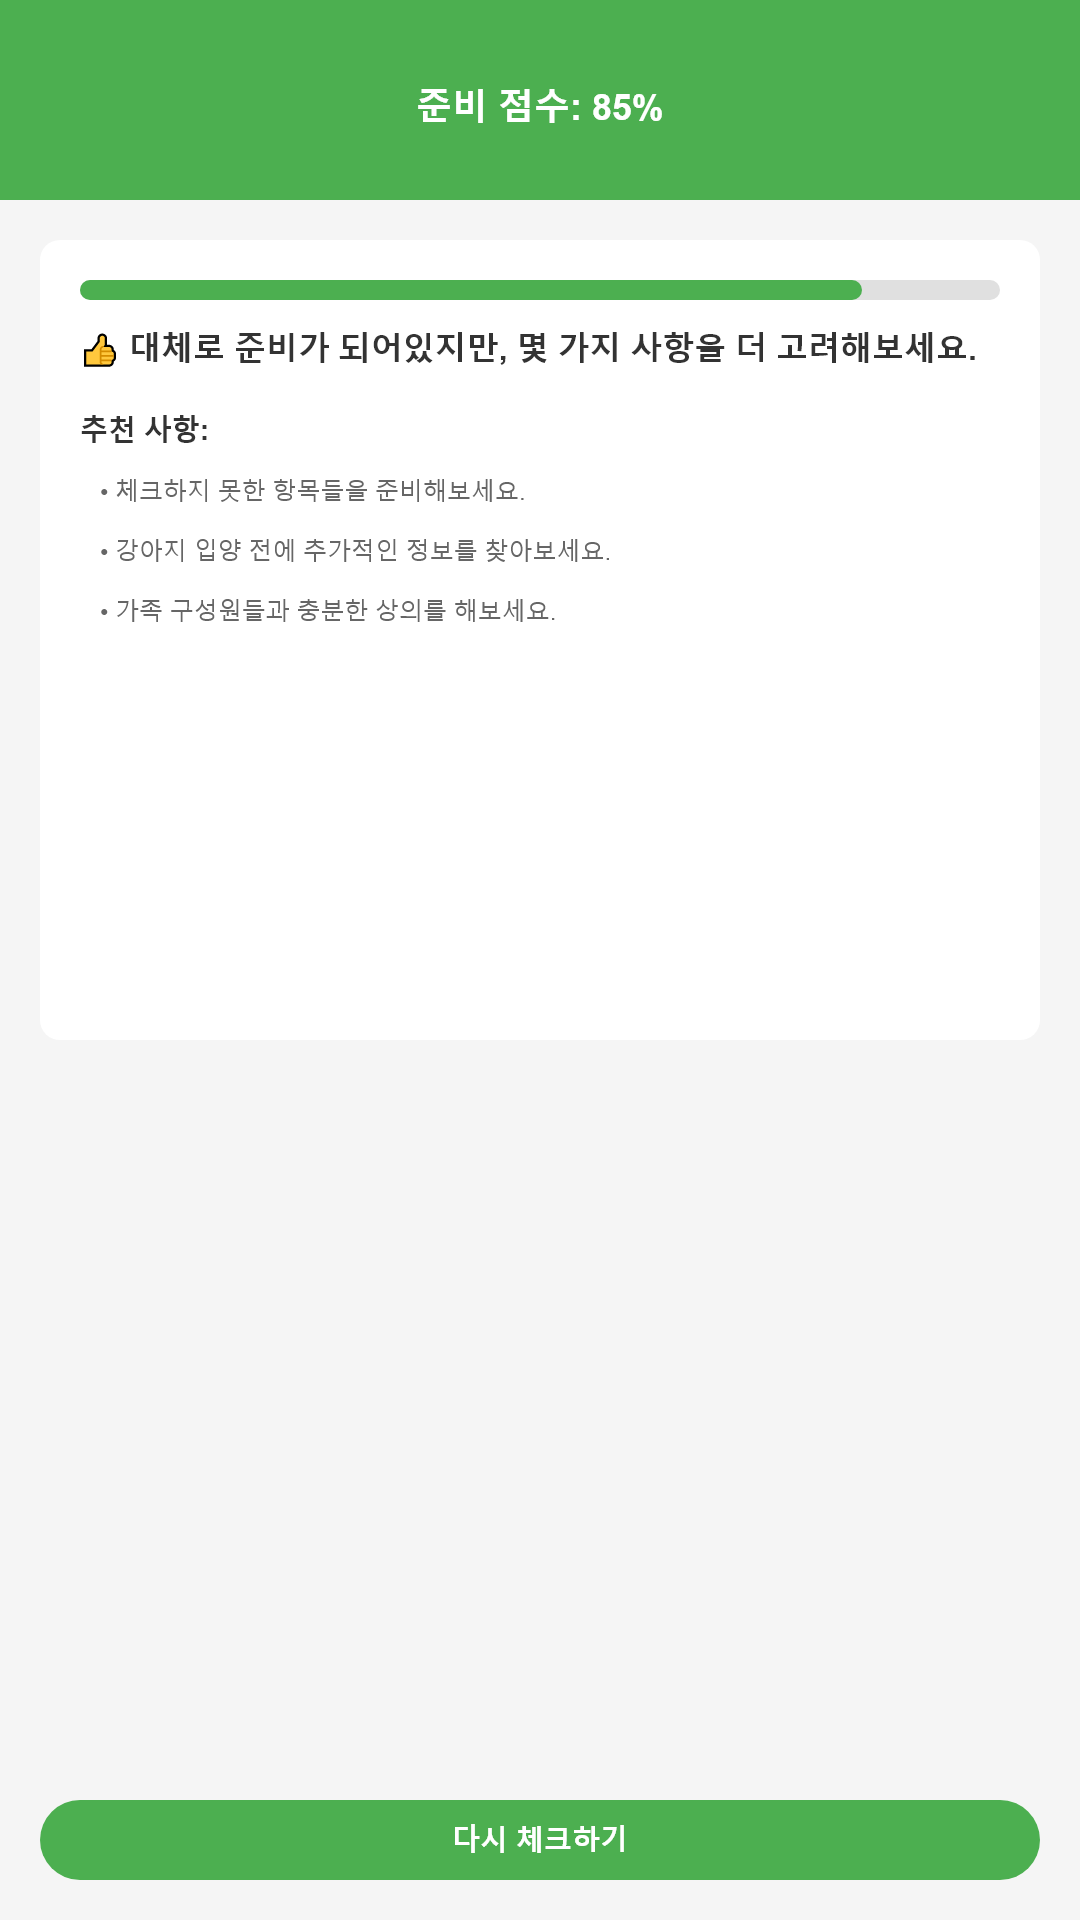 준비 점수: 85%
👍 대체로 준비가 되어있지만, 몇 가지 사항을 더 고려해보세요.
추천 사항:
• 체크하지 못한 항목들을 준비해보세요.
• 강아지 입양 전에 추가적인 정보를 찾아보세요.
• 가족 구성원들과 충분한 상의를 해보세요.
다시 체크하기